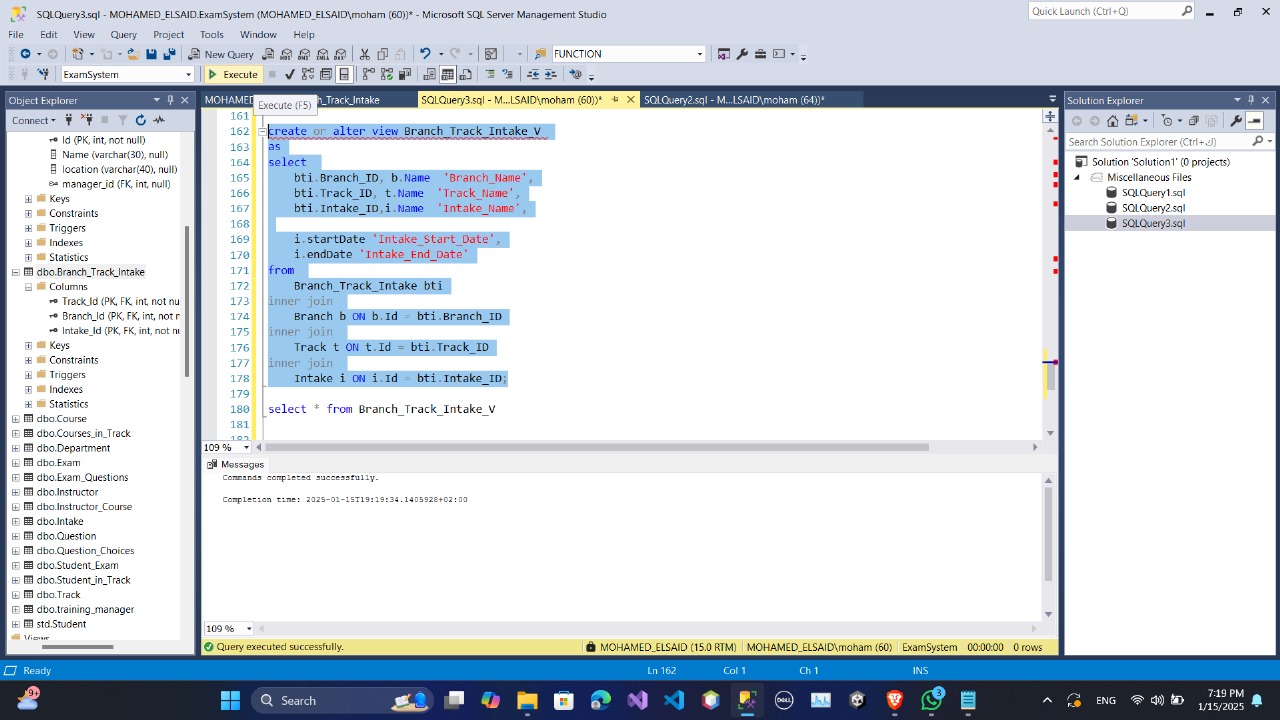 SQLQuery3.sql - MOHAMED_ELSAID.ExamSystem (MOHAMED_ELSAID\moham (60))* - Microsoft SQL Server Management Studio
Quick Launch (Ctrl+Q)
File Edit View Query Project Tools Window Help
New Query
FUNCTION
ExamSystem
Execute
Object Explorer
MOHAMED
h_Track_Intake
SQLQuery3.sql - M...LSAID\moham (60))*
SQLQuery2.sql - M...LSAID\moham (64))*
Solution Explorer
Execute (F5)
Connect
Id (PK, int, not null)
Name (varchar(30), null)
location (varchar(40), null)
manager_id (FK, int, null)
Keys
Constraints
Triggers
Indexes
Statistics
dbo.Branch_Track_Intake
Columns
Track_Id (PK, FK, int, not nu
Branch_Id (PK, FK, int, not n
Intake_Id (PK, FK, int, not nu
Keys
Constraints
Triggers
Indexes
Statistics
dbo.Course
dbo.Courses_in_Track
dbo.Department
dbo.Exam
dbo.Exam_Questions
dbo.Instructor
dbo.Instructor_Course
dbo.Intake
dbo.Question
dbo.Question_Choices
dbo.Student_Exam
dbo.Student_in_Track
dbo.Track
dbo.training_manager
std.Student
Views
161
162 create or alter view Branch_Track_Intake_V
163 as
164 select
165 bti.Branch_ID, b.Name 'Branch_Name',
166 bti.Track_ID, t.Name 'Track_Name',
167 bti.Intake_ID,i.Name 'Intake_Name',
168
169 i.startDate 'Intake_Start_Date',
170 i.endDate 'Intake_End_Date'
171 from
172 Branch_Track_Intake bti
173 inner join
174 Branch b ON b.Id = bti.Branch_ID
175 inner join
176 Track t ON t.Id = bti.Track_ID
177 inner join
178 Intake i ON i.Id = bti.Intake_ID;
179
180 select * from Branch_Track_Intake_V
181
182
109 %
Messages
Commands completed successfully.
Completion time: 2025-01-15T19:19:34.1405928+02:00
109 %
Query executed successfully.
MOHAMED_ELSAID (15.0 RTM)
MOHAMED_ELSAID\moham (60)
ExamSystem
00:00:00
0 rows
Search Solution Explorer (Ctrl+ك)
Solution 'Solution1' (0 projects)
Miscellaneous Files
SQLQuery1.sql
SQLQuery2.sql
SQLQuery3.sql
Ready
Ln 162
Col 1
Ch 1
INS
9+
Search
DELL
3
ENG
7:19 PM
1/15/2025